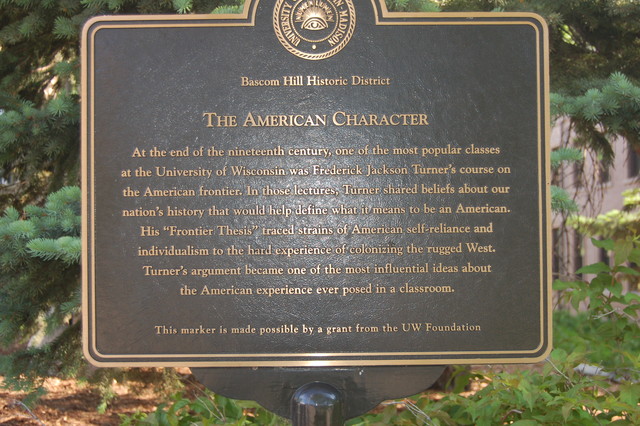 UNIVERSITY
MADISON
NUMEN LUMEN
Bascom Hill Historic District
THE AMERICAN CHARACTER
At the end of the nineteenth century, one of the most popular classes
at the University of Wisconsin was Frederick Jackson Turner's course on
the American frontier. In those lectures, Turner shared beliefs about our
nation's history that would help define what it means to be an American.
His "Frontier Thesis" traced strains of American self-reliance and
individualism to the hard experience of colonizing the rugged West.
Turner's argument became one of the most influential ideas about
the American experience ever posed in a classroom.
This marker is made possible by a grant from the UW Foundation